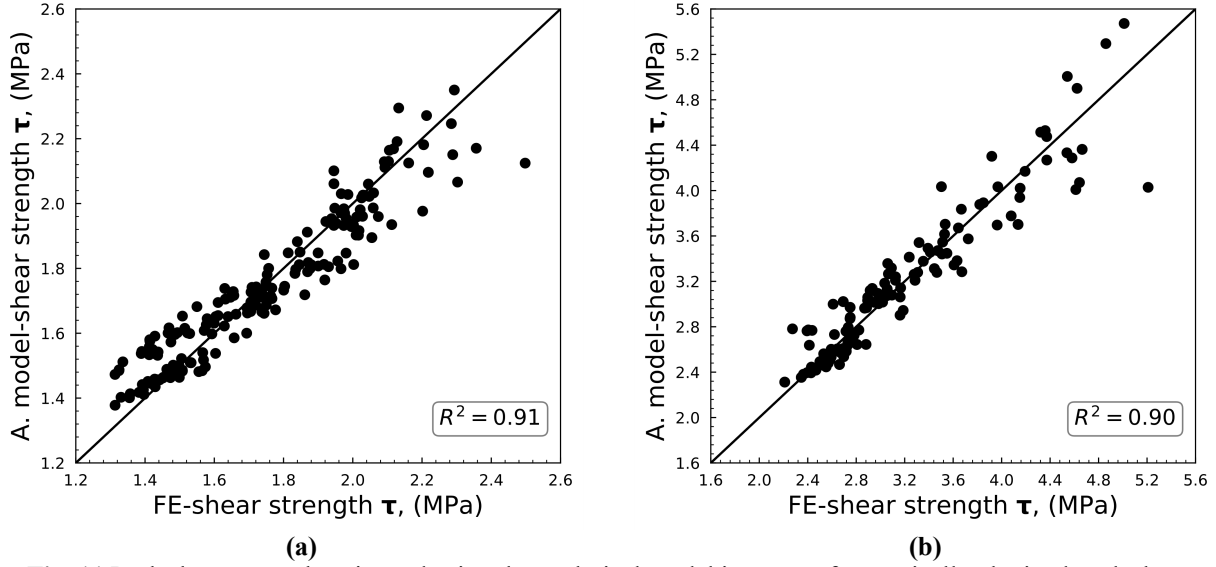 2.6
2.4
2.2
2.0
1.8
1.6
1.4
1.2
A. model-shear strength τ, (MPa)
R² = 0.91
1.2 1.4 1.6 1.8 2.0 2.2 2.4 2.6
FE-shear strength τ, (MPa)
(a)
5.6
5.2
4.8
4.4
4.0
3.6
3.2
2.8
2.4
2.0
1.6
A. model-shear strength τ, (MPa)
R² = 0.90
1.6 2.0 2.4 2.8 3.2 3.6 4.0 4.4 4.8 5.2 5.6
FE-shear strength τ, (MPa)
(b)